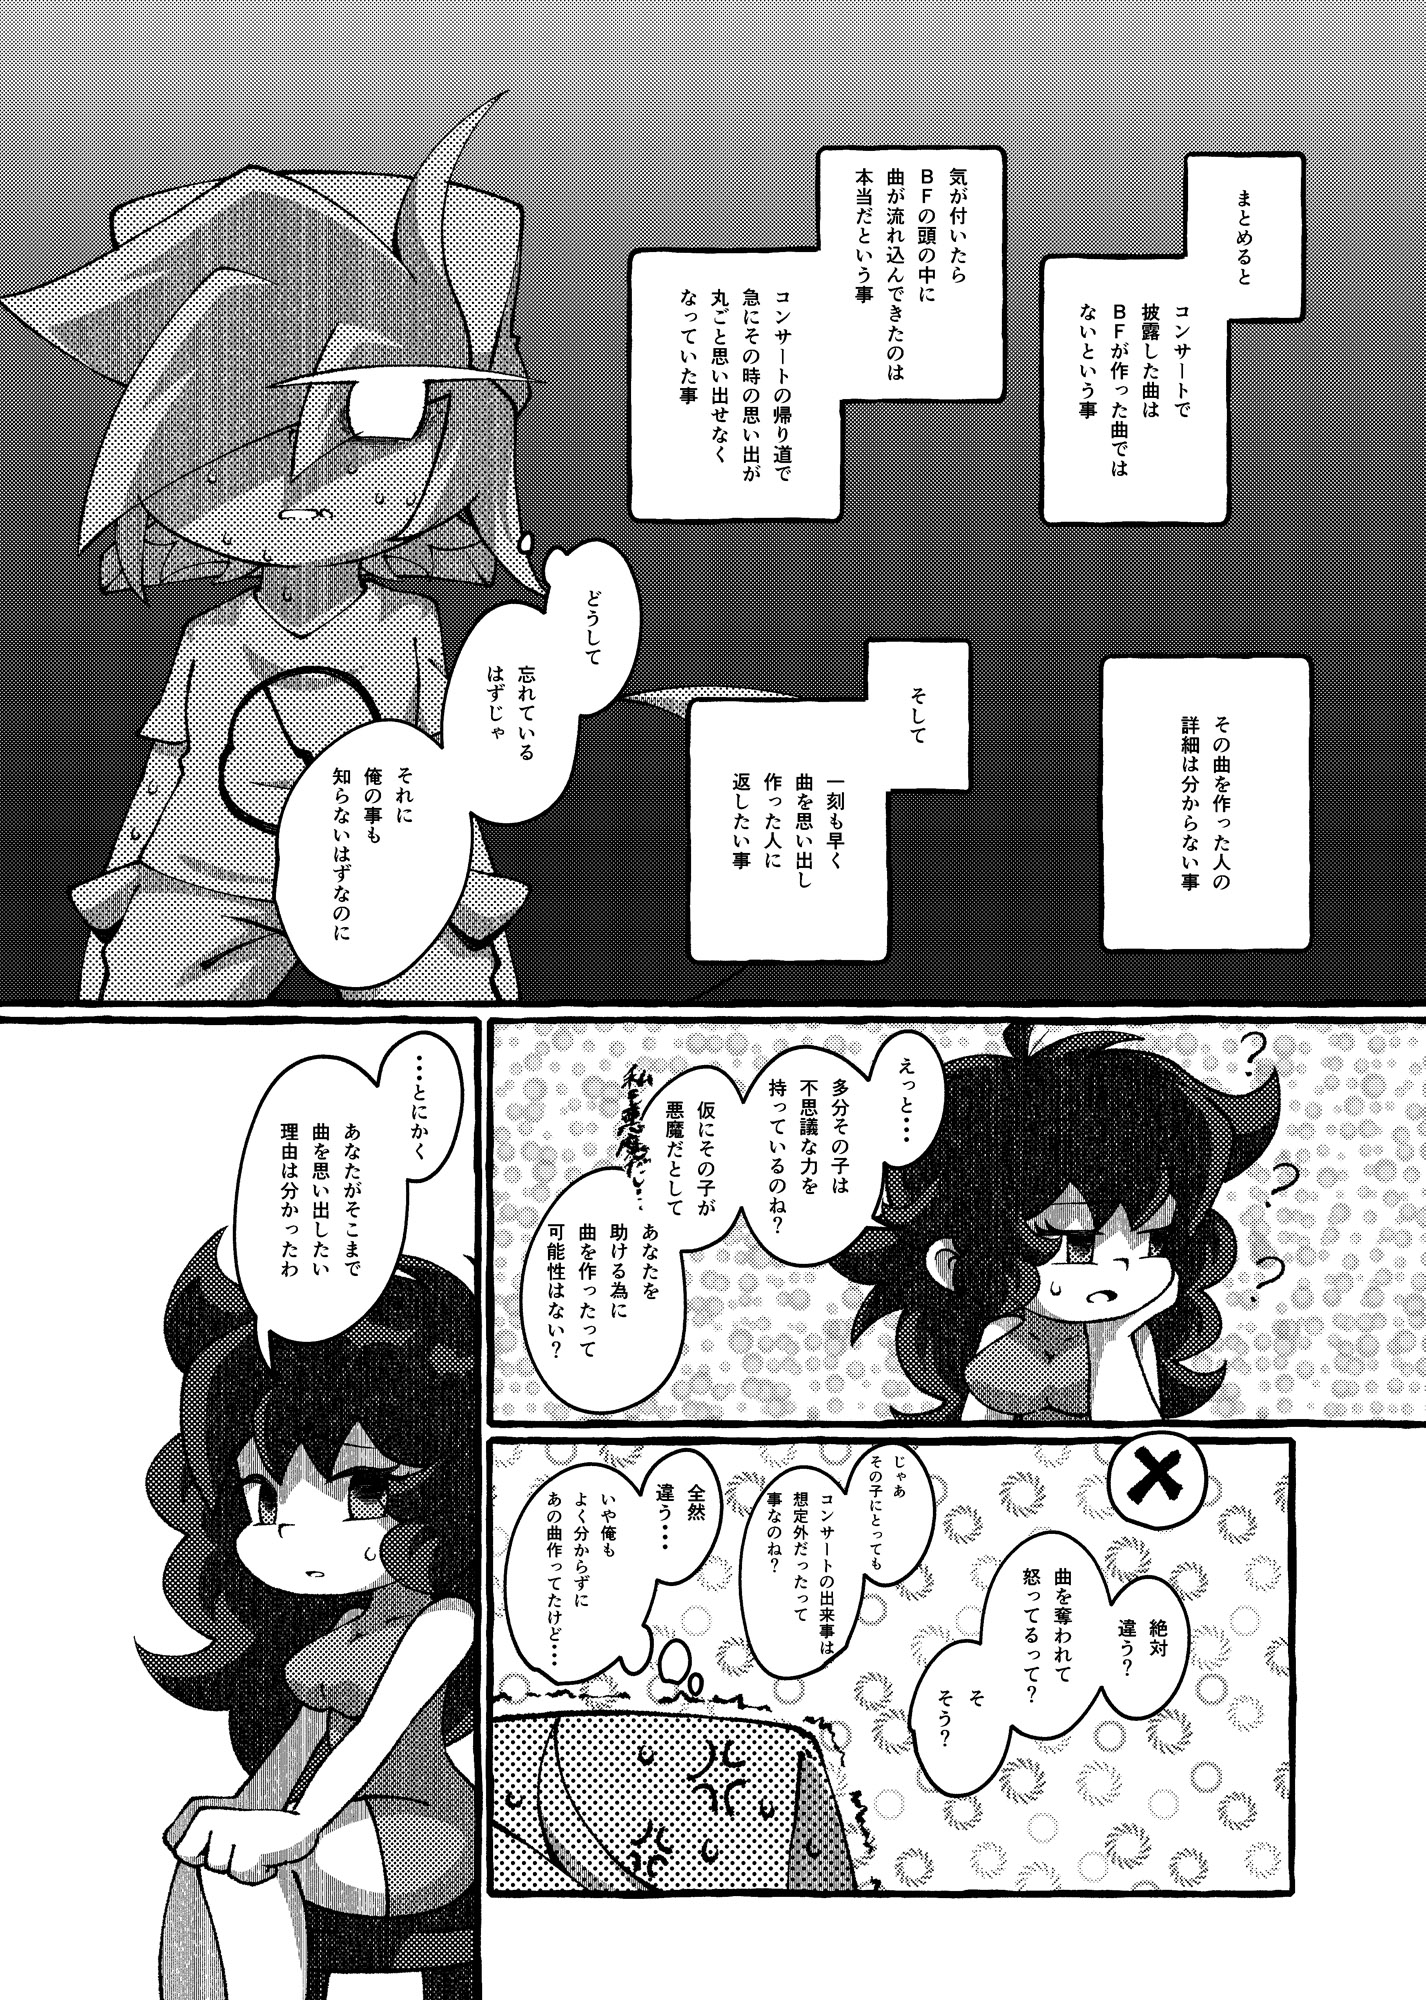 まとめると
コンサートで
披露した曲は
BFが作った曲では
ないという事
気が付いたら
BFの頭の中に
曲が流れ込んできたのは
本当だという事
コンサートの帰り道で
急にその時の思い出が
丸ごと思い出せなく
なっていた事
その曲を作った人の
詳細は分からない事
そして
一刻も早く
曲を思い出し
作った人に
返したい事
どうして
忘れている
はずじゃ
それに
俺の事も
知らないはずなのに
えっと・・・
多分その子は
不思議な力を
持っているのね?
仮にその子が
悪魔だとして
私も悪魔だし…
あなたを
助ける為に
曲を作ったって
可能性はない?
絶対
違う?
曲を奪われて
怒ってるって?
そ
そう?
じゃあ
その子にとっても
コンサートの出来事は
想定外だったって
事なのね?
全然
違う・・・
いや俺も
よく分からずに
あの曲作ってたけど・・・
・・・とにかく
あなたがそこまで
曲を思い出したい
理由は分かったわ